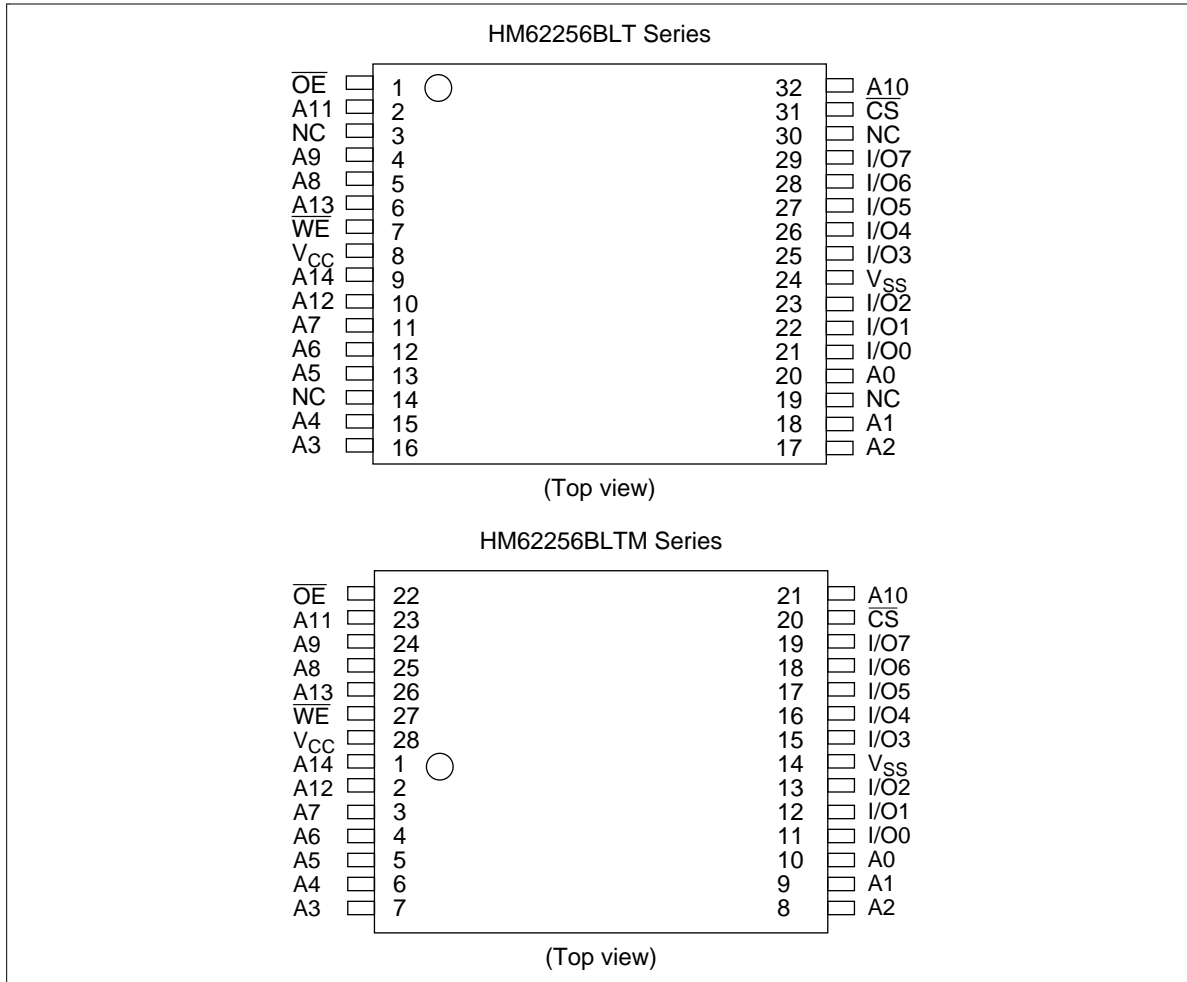 HM62256BLT Series
O̅E̅ 1 32 A10
A11 2 31 C̅S̅
NC 3 30 NC
A9 4 29 I/O7
A8 5 28 I/O6
A13 6 27 I/O5
W̅E̅ 7 26 I/O4
VCC 8 25 I/O3
A14 9 24 VSS
A12 10 23 I/O2
A7 11 22 I/O1
A6 12 21 I/O0
A5 13 20 A0
NC 14 19 NC
A4 15 18 A1
A3 16 17 A2
(Top view)
HM62256BLTM Series
O̅E̅ 22 21 A10
A11 23 20 C̅S̅
A9 24 19 I/O7
A8 25 18 I/O6
A13 26 17 I/O5
W̅E̅ 27 16 I/O4
VCC 28 15 I/O3
A14 1 14 VSS
A12 2 13 I/O2
A7 3 12 I/O1
A6 4 11 I/O0
A5 5 10 A0
A4 6 9 A1
A3 7 8 A2
(Top view)